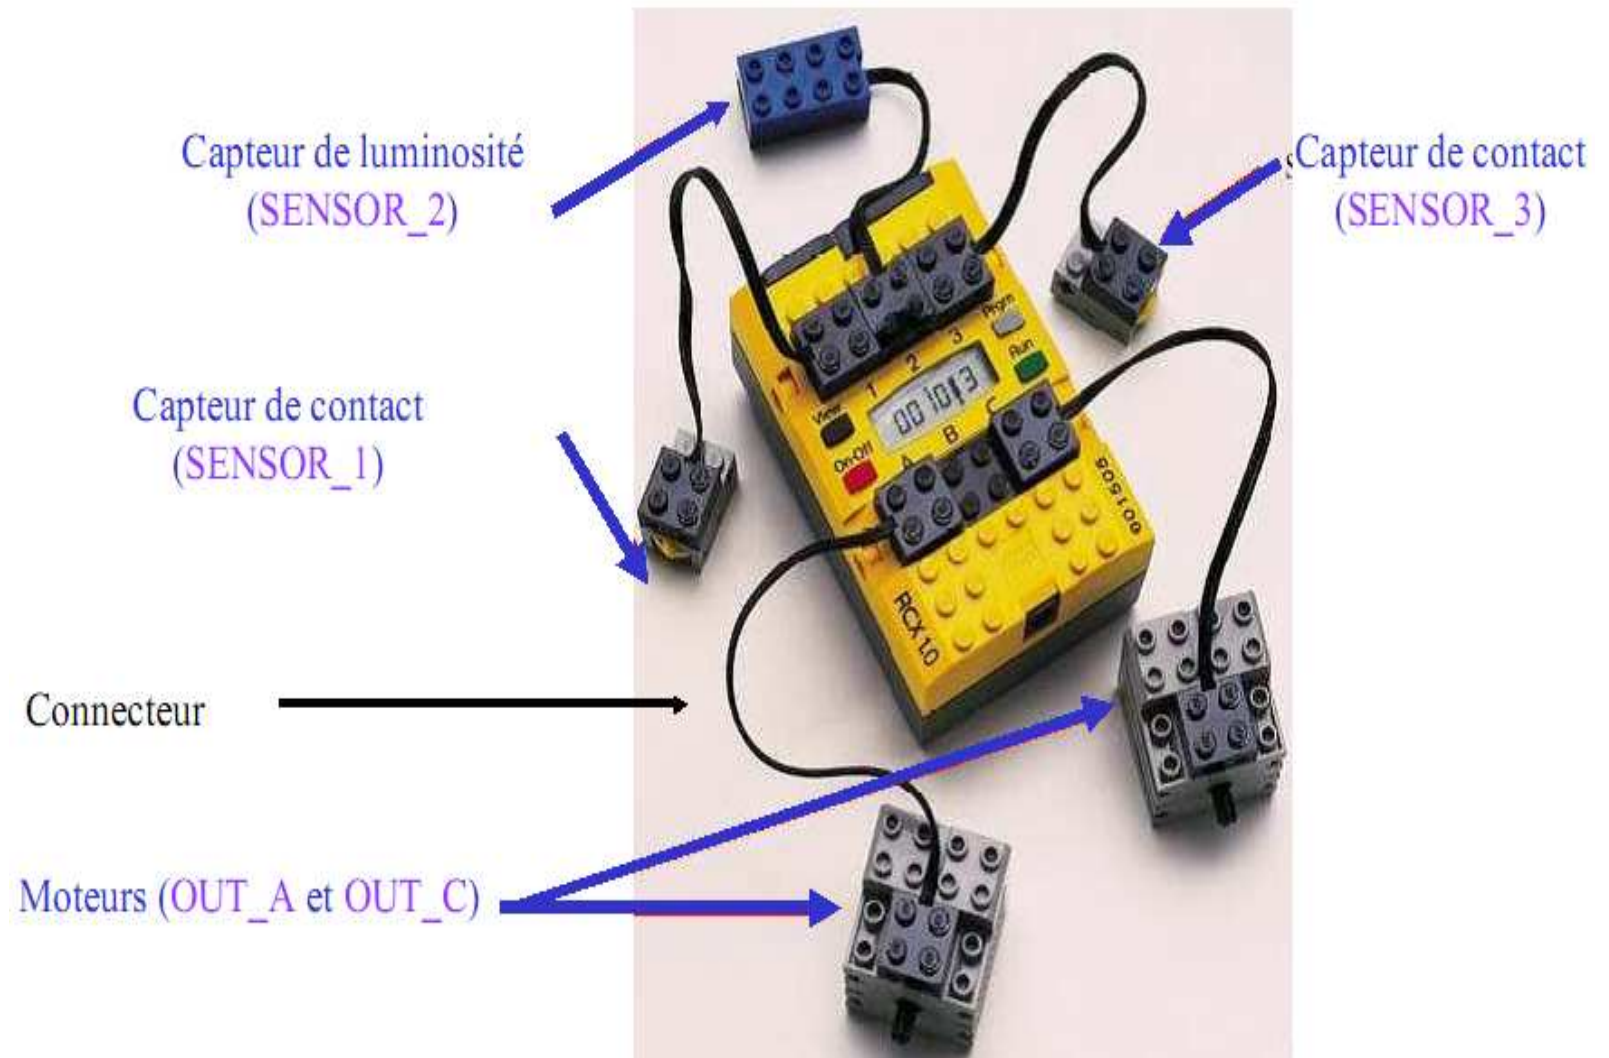 Capteur de luminosité
(SENSOR_2)
Capteur de contact
(SENSOR_3)
Capteur de contact
(SENSOR_1)
Connecteur
Moteurs (OUT_A et OUT_C)
1 2 3
Prgm
Run
View
On-Off
A B C
RCX 1.0